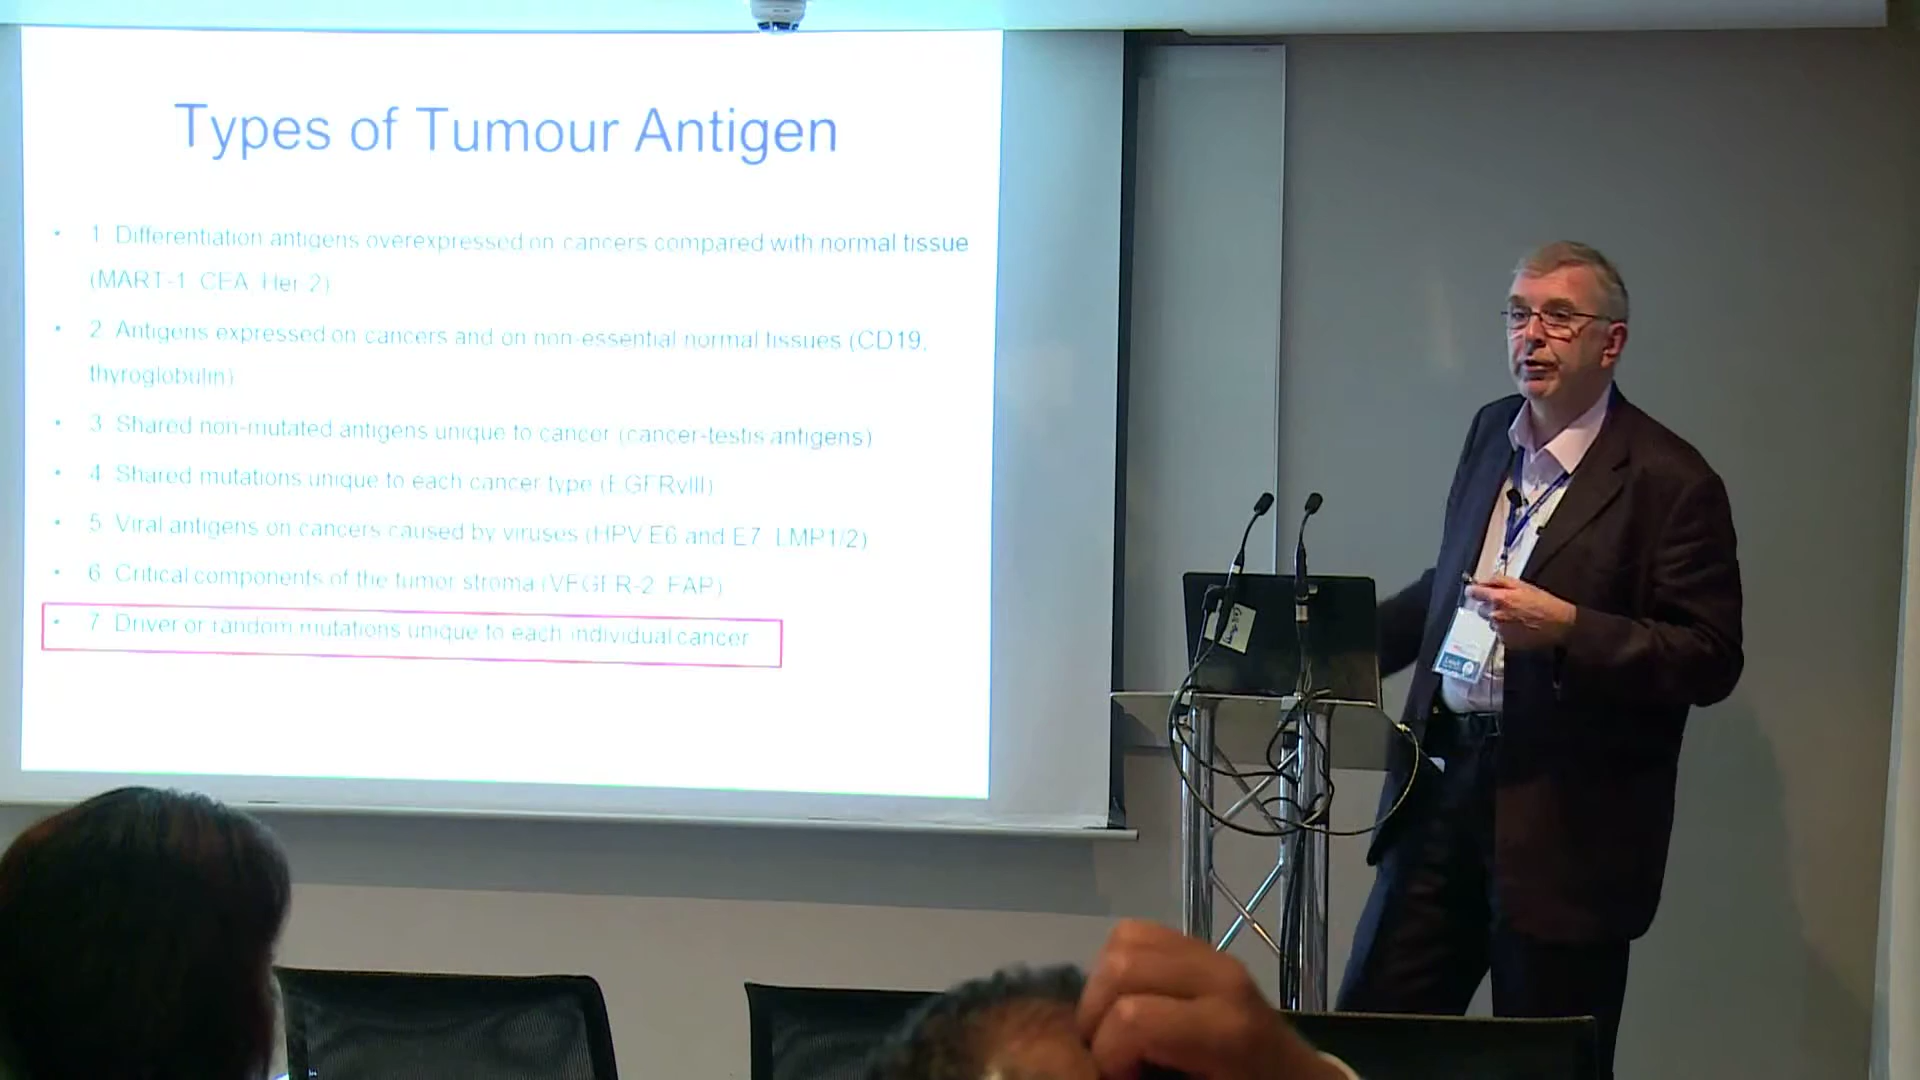 Types of Tumour Antigen
• 1. Differentiation antigens overexpressed on cancers compared with normal tissue
(MART-1, CEA, Her 2)
• 2. Antigens expressed on cancers and on non-essential normal tissues (CD19,
thyroglobulin)
• 3. Shared non-mutated antigens unique to cancer (cancer-testis antigens)
• 4. Shared mutations unique to each cancer type (EGFRvIII)
• 5. Viral antigens on cancers caused by viruses (HPV E6 and E7, LMP1/2)
• 6. Critical components of the tumor stroma (VEGFR-2, FAP)
• 7. Driver or random mutations unique to each individual cancer